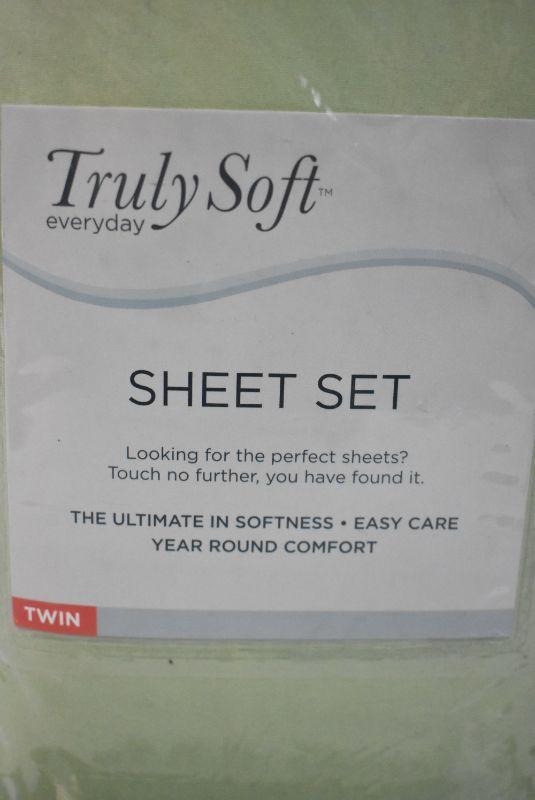 Truly Soft™
everyday
SHEET SET
Looking for the perfect sheets?
Touch no further, you have found it.
THE ULTIMATE IN SOFTNESS • EASY CARE
YEAR ROUND COMFORT
TWIN